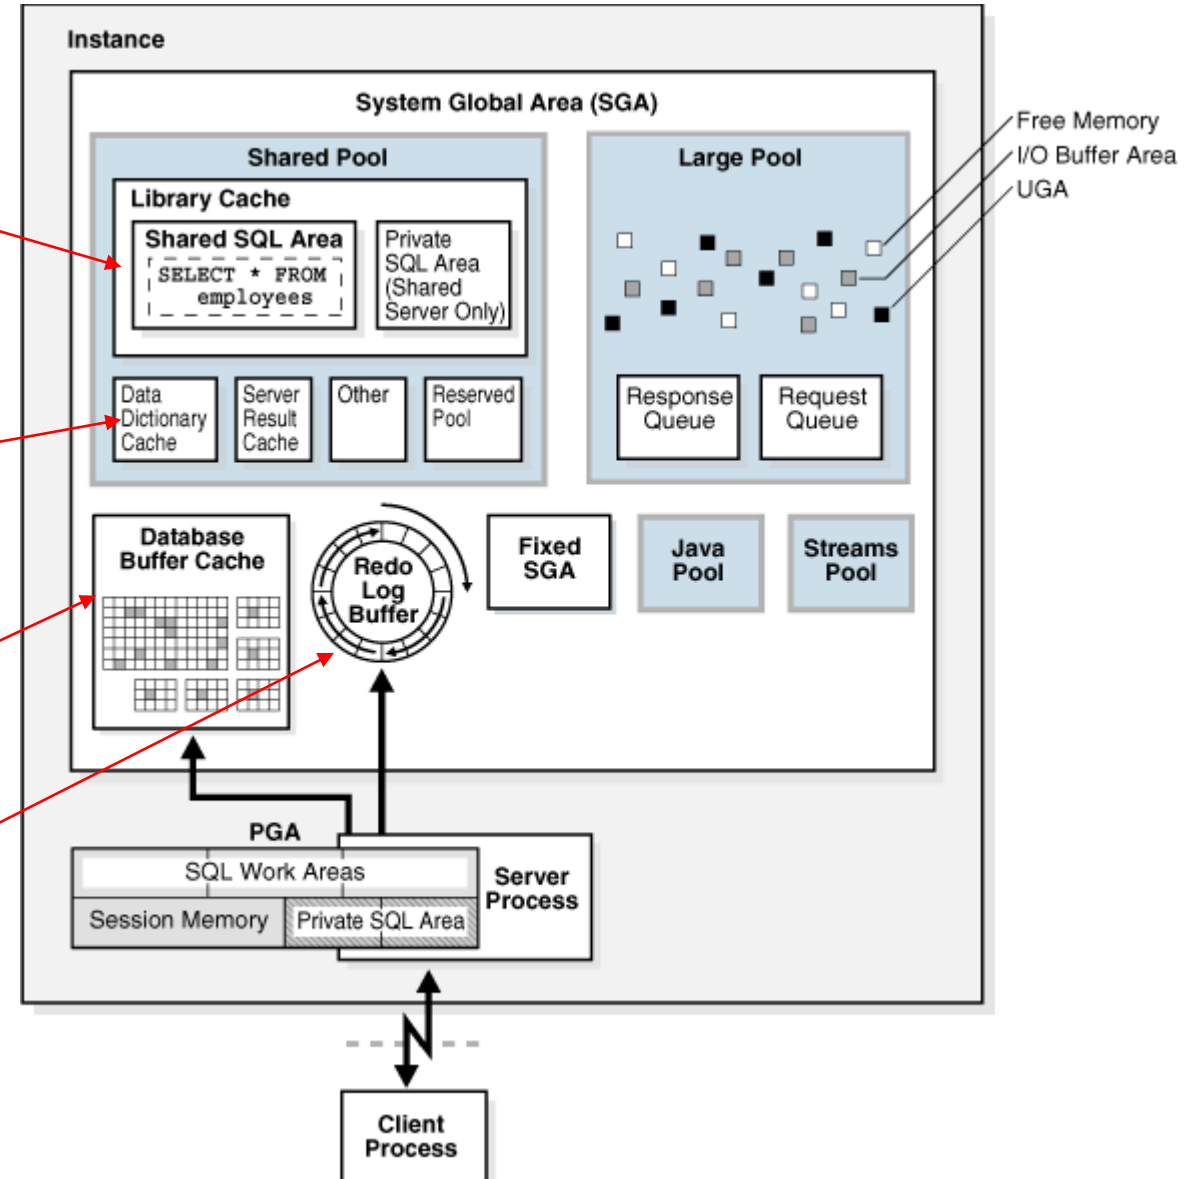 Instance
System Global Area (SGA)
Shared Pool
Library Cache
Shared SQL Area
SELECT * FROM
employees
Private
SQL Area
(Shared
Server Only)
Data
Dictionary
Cache
Server
Result
Cache
Other
Reserved
Pool
Large Pool
Free Memory
I/O Buffer Area
UGA
Response
Queue
Request
Queue
Database
Buffer Cache
Redo
Log
Buffer
Fixed
SGA
Java
Pool
Streams
Pool
PGA
SQL Work Areas
Session Memory
Private SQL Area
Server
Process
Client
Process